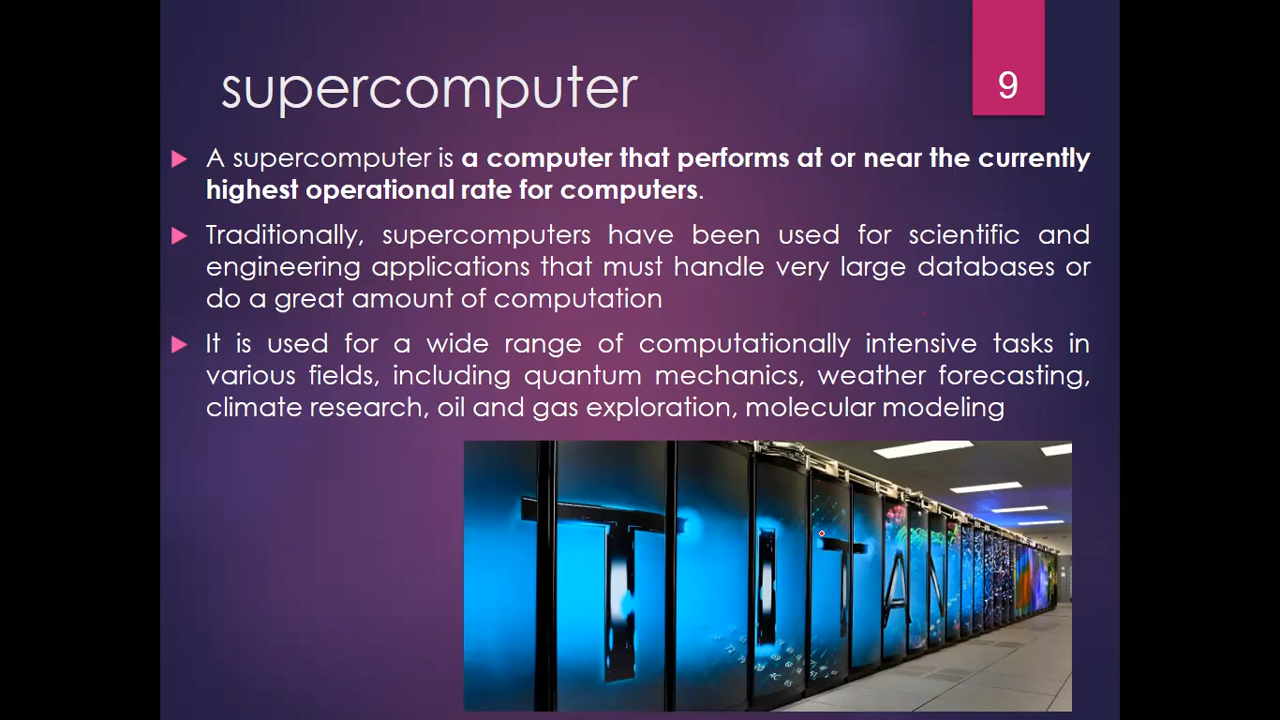 supercomputer
9
A supercomputer is a computer that performs at or near the currently
highest operational rate for computers.
Traditionally, supercomputers have been used for scientific and
engineering applications that must handle very large databases or
do a great amount of computation
It is used for a wide range of computationally intensive tasks in
various fields, including quantum mechanics, weather forecasting,
climate research, oil and gas exploration, molecular modeling
TITAN